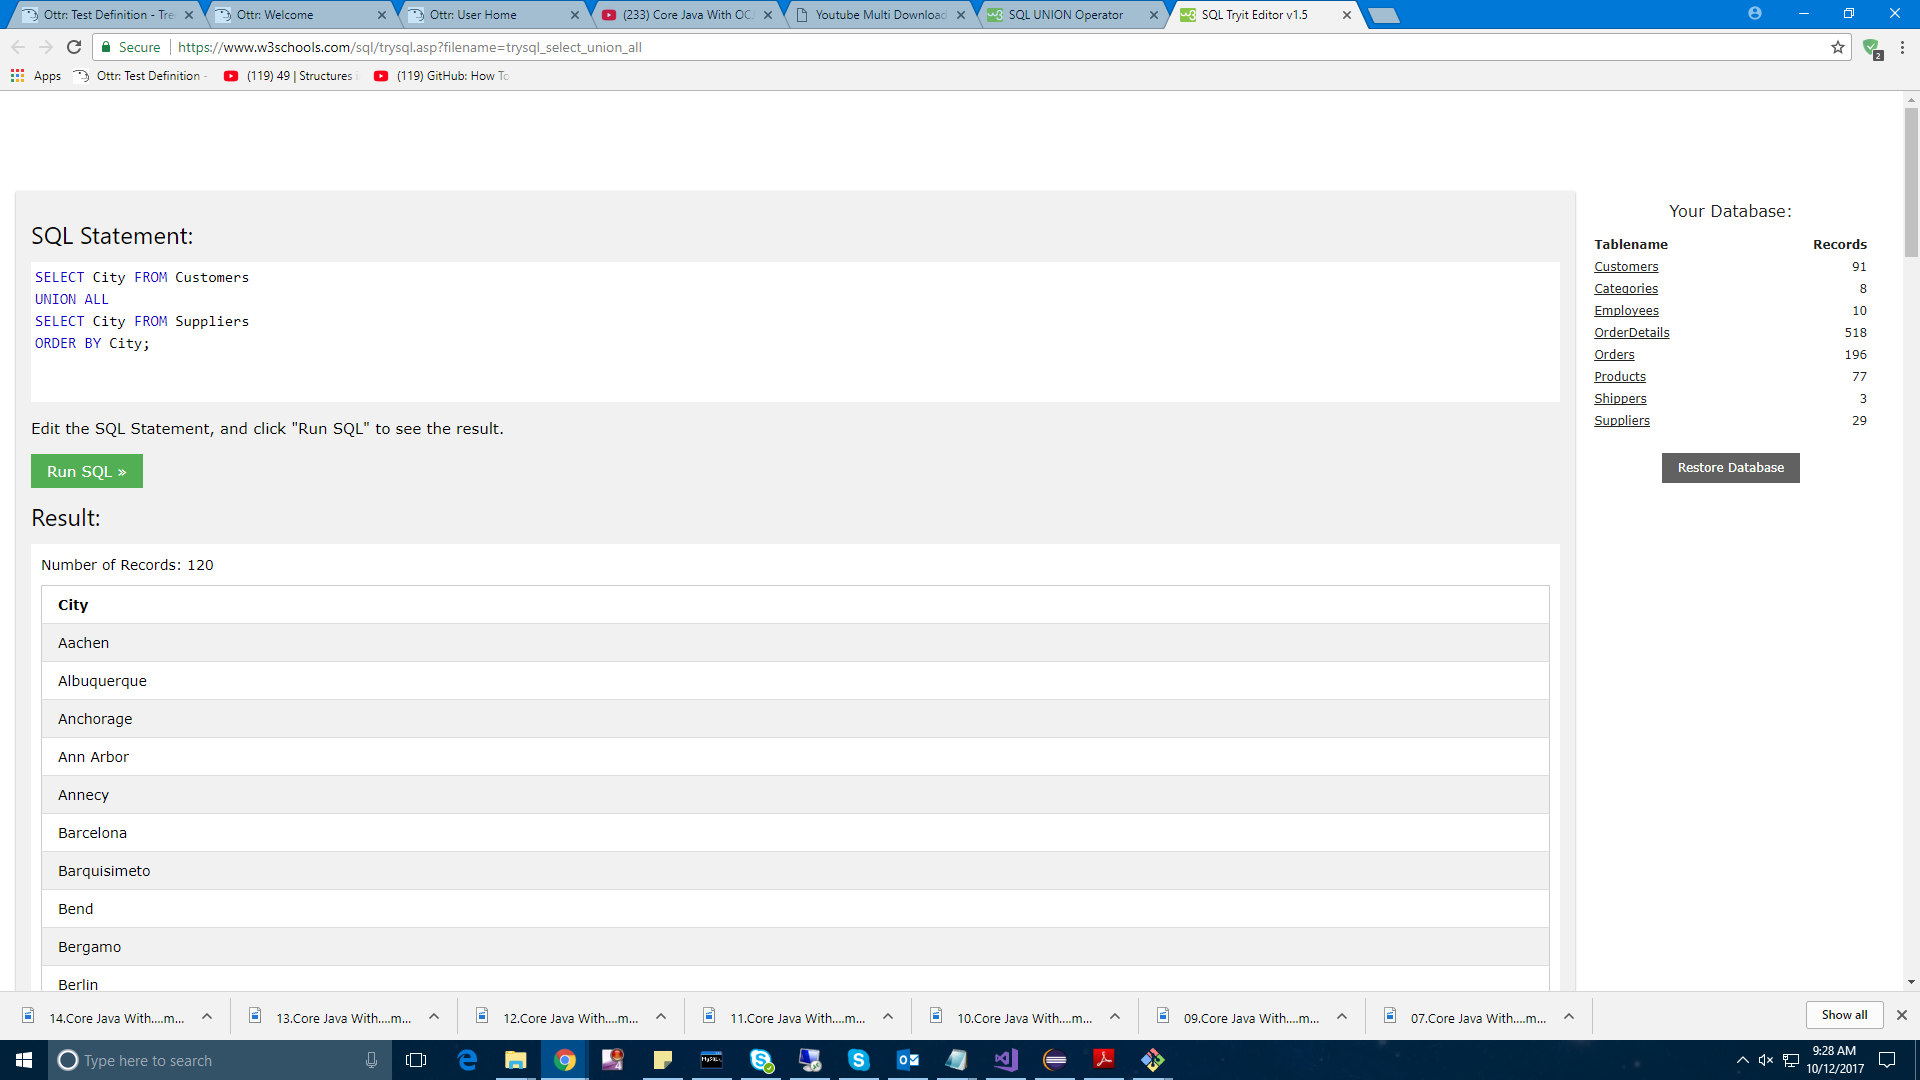 Ottr: Test Definition - Tre
Ottr: Welcome
Ottr: User Home
(233) Core Java With OC
Youtube Multi Download
SQL UNION Operator
SQL Tryit Editor v1.5
Secure
https://www.w3schools.com/sql/trysql.asp?filename=trysql_select_union_all
2
Apps
Ottr: Test Definition -
(119) 49 | Structures
(119) GitHub: How To
SQL Statement:
SELECT City FROM Customers
UNION ALL
SELECT City FROM Suppliers
ORDER BY City;
Edit the SQL Statement, and click "Run SQL" to see the result.
Run SQL »
Result:
Number of Records: 120
City
Aachen
Albuquerque
Anchorage
Ann Arbor
Annecy
Barcelona
Barquisimeto
Bend
Bergamo
Berlin
Your Database:
Tablename Records
Customers 91
Categories 8
Employees 10
OrderDetails 518
Orders 196
Products 77
Shippers 3
Suppliers 29
Restore Database
14.Core Java With....m...
13.Core Java With....m...
12.Core Java With....m...
11.Core Java With....m...
10.Core Java With....m...
09.Core Java With....m...
07.Core Java With....m...
Show all
Type here to search
9:28 AM
10/12/2017